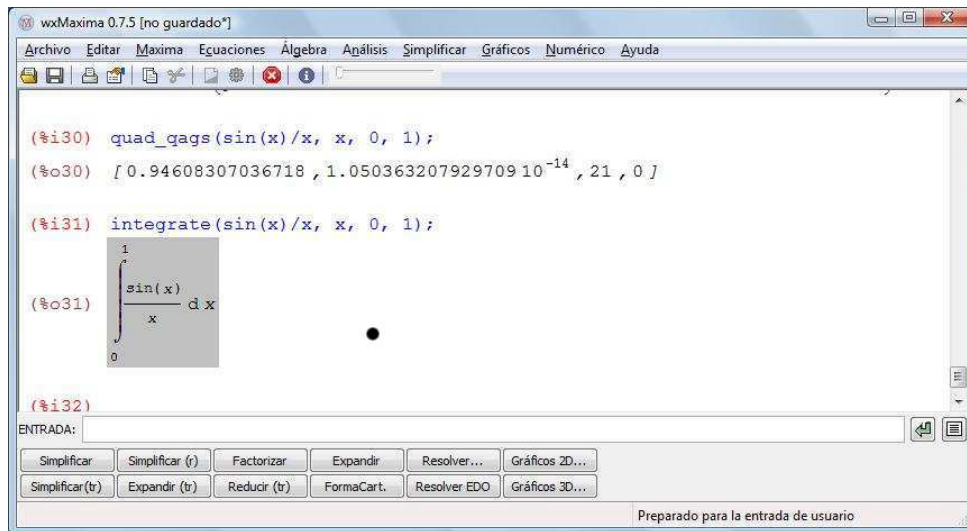 wxMaxima 0.7.5 [no guardado*]
Archivo Editar Maxima Ecuaciones Álgebra Análisis Simplificar Gráficos Numérico Ayuda
(%i30) quad_qags(sin(x)/x, x, 0, 1);
(%o30) [0.94608307036718,1.050363207929709 10^-14,21,0]
(%i31) integrate(sin(x)/x, x, 0, 1);
(%o31) ∫_0^1 sin(x)/x d x
(%i32)
ENTRADA:
Simplificar Simplificar (r) Factorizar Expandir Resolver... Gráficos 2D...
Simplificar(tr) Expandir (tr) Reducir (tr) FormaCart. Resolver EDO Gráficos 3D...
Preparado para la entrada de usuario